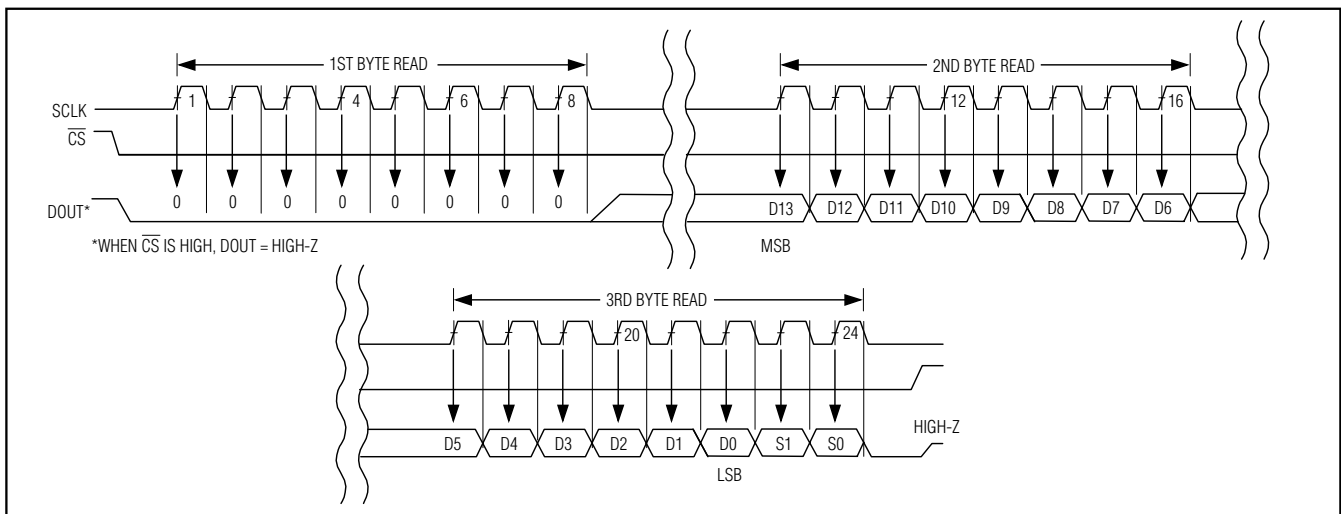 1ST BYTE READ
2ND BYTE READ
SCLK
1 4 6 8
12 16
CS
0 0 0 0 0 0 0 0
DOUT*
D13 D12 D11 D10 D9 D8 D7 D6
*WHEN CS IS HIGH, DOUT = HIGH-Z
MSB
3RD BYTE READ
20 24
HIGH-Z
D5 D4 D3 D2 D1 D0 S1 S0
LSB